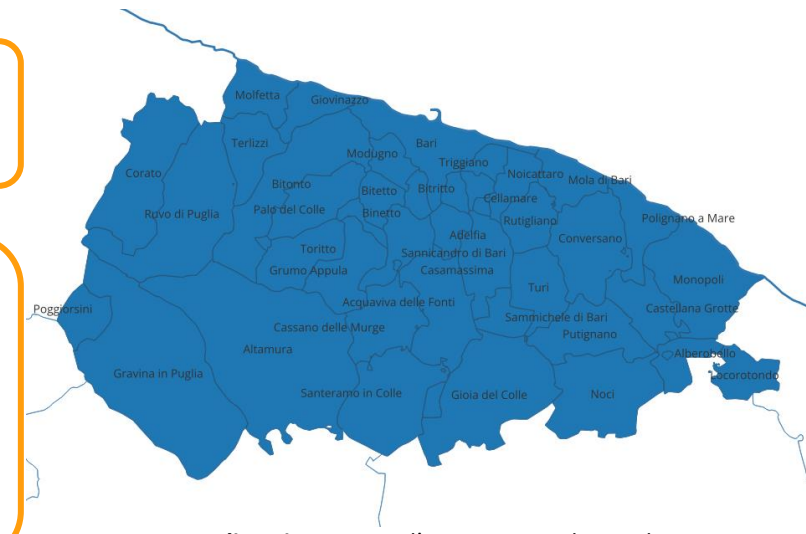 Molfetta
Giovinazzo
Bari
Terlizzi
Modugno
Triggiano
Corato
Noicattaro
Mola di Bari
Bitonto
Bitetto
Bitritto
Cellamare
Ruvo di Puglia
Palo del Colle
Binetto
Rutigliano
Polignano a Mare
Adelfia
Conversano
Toritto
Sannicandro di Bari
Grumo Appula
Casamassima
Monopoli
Turi
Poggiorsini
Acquaviva delle Fonti
Castellana Grotte
Sammichele di Bari
Cassano delle Murge
Putignano
Altamura
Alberobello
Gravina in Puglia
Locorotondo
Santeramo in Colle
Gioia del Colle
Noci